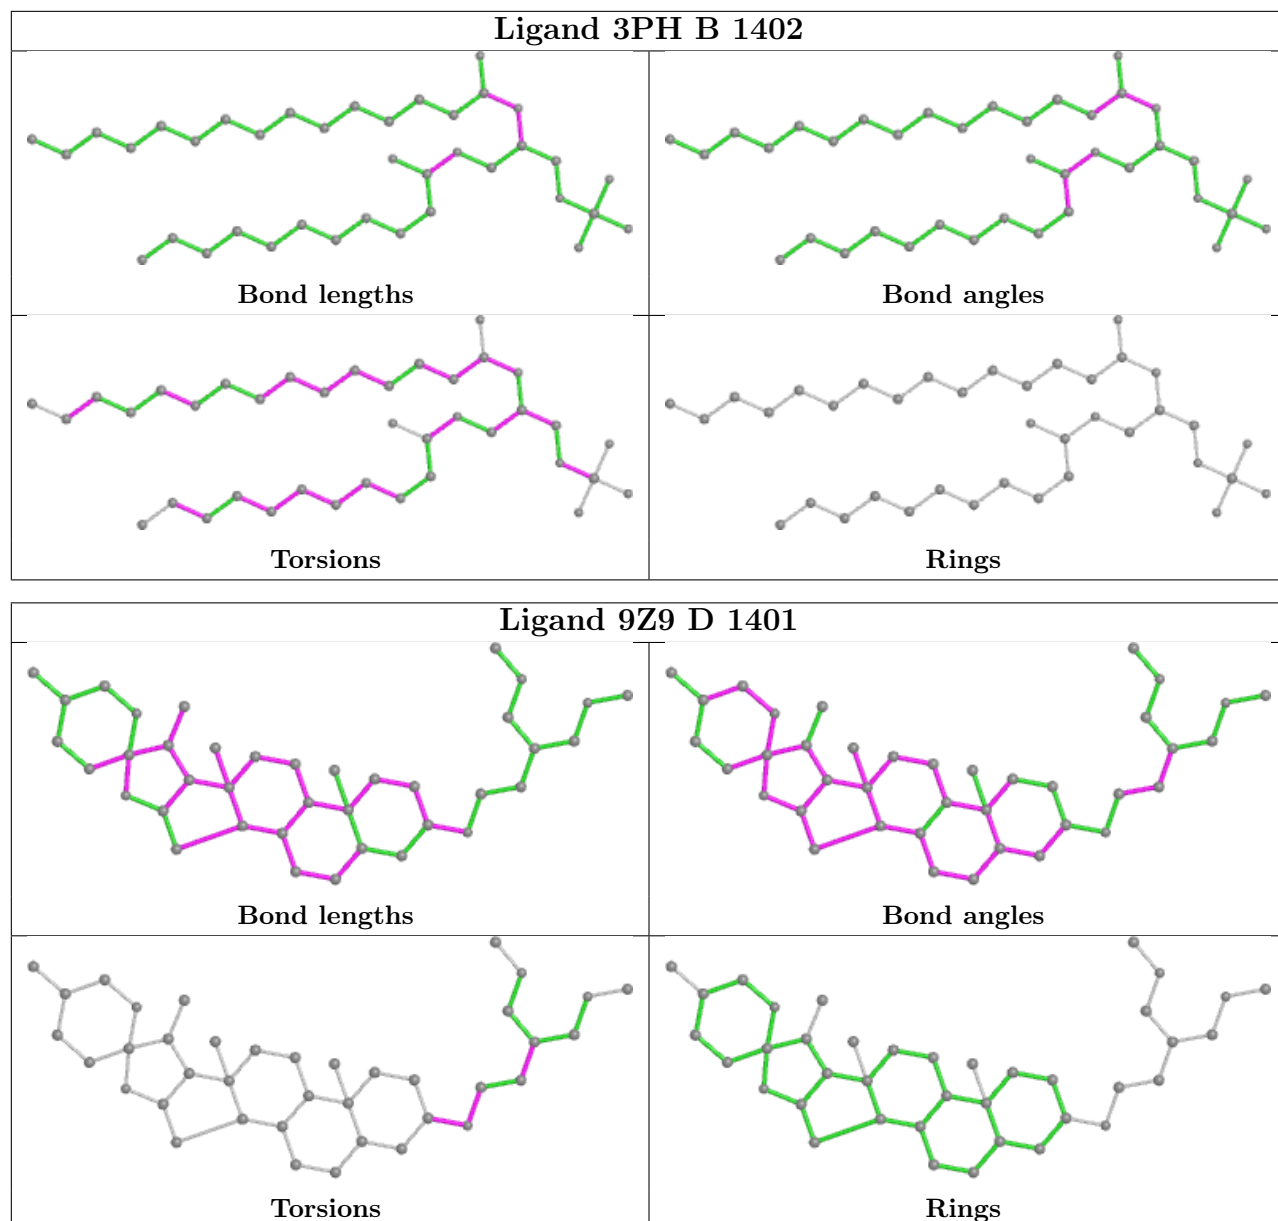 Ligand 3PH B 1402
Bond lengths
Bond angles
Torsions
Rings
Ligand 9Z9 D 1401
Bond lengths
Bond angles
Torsions
Rings